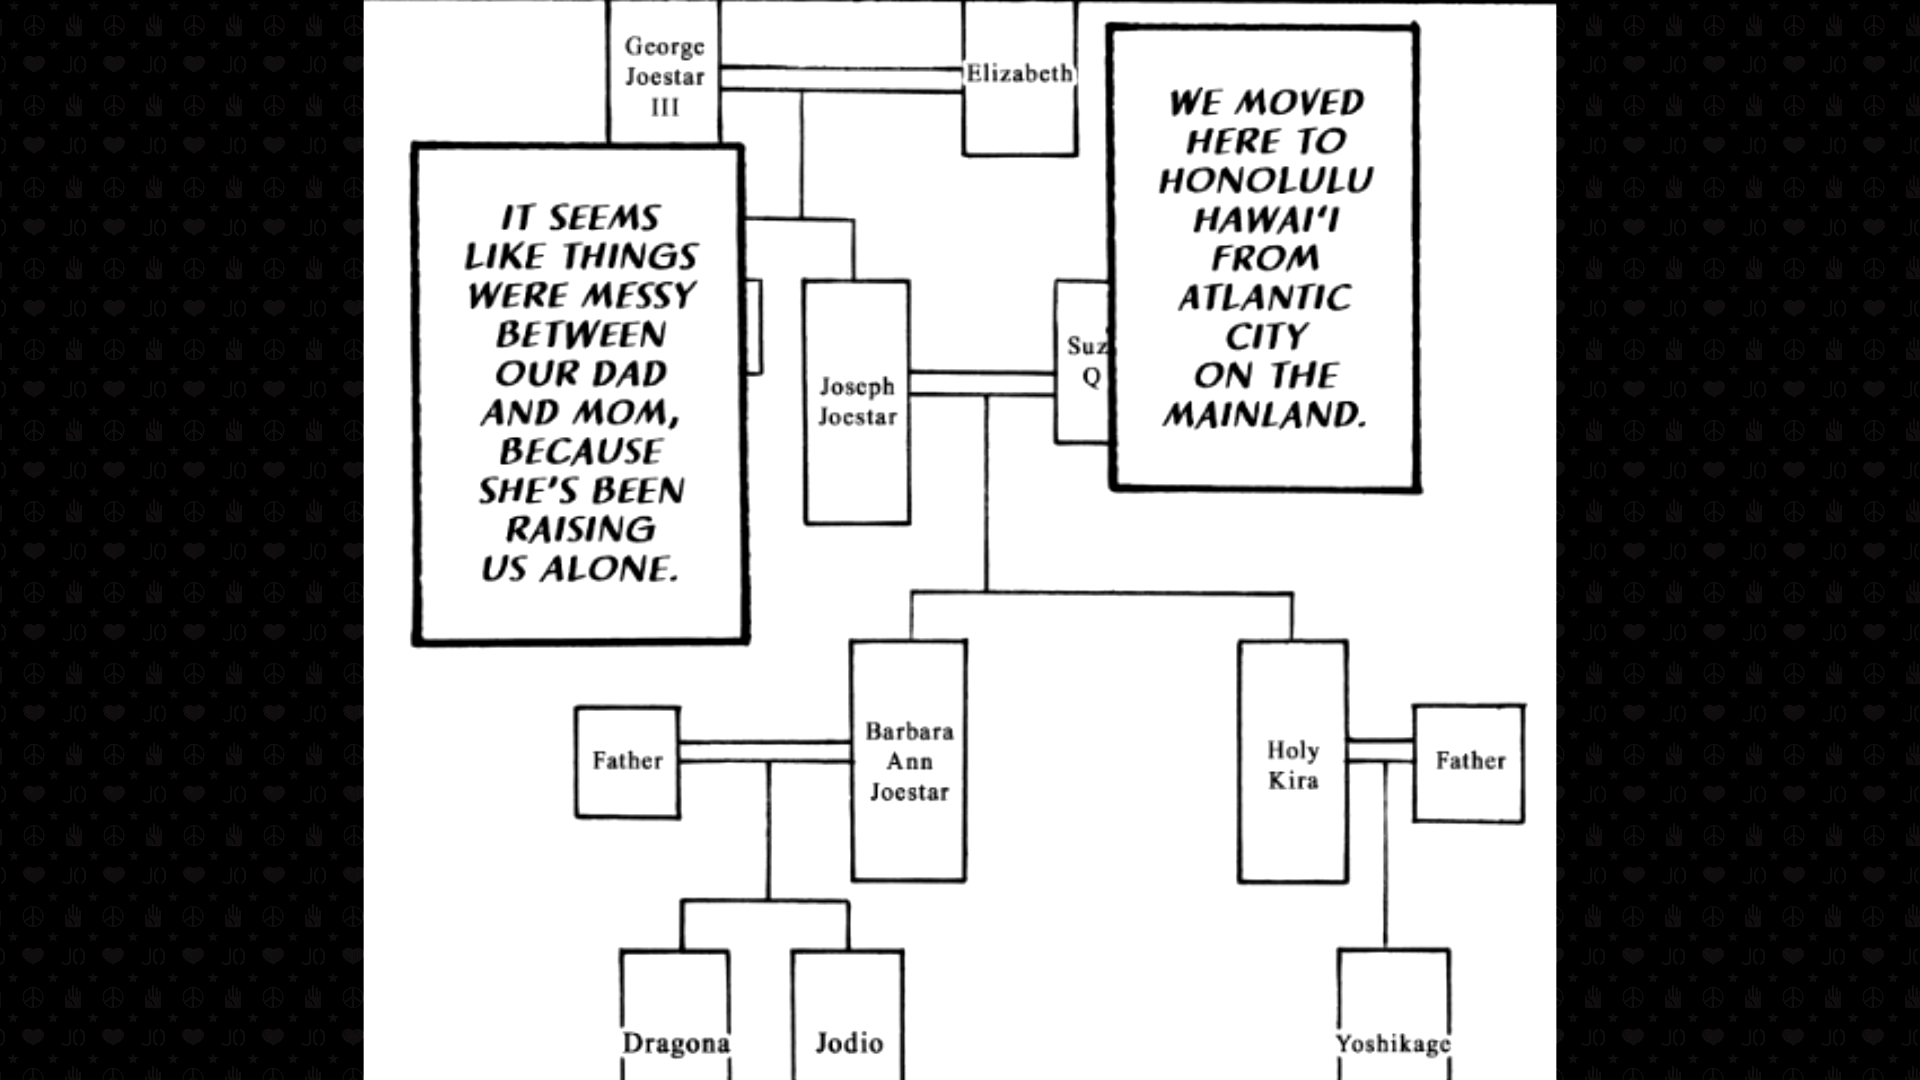 George
Joestar
III
Elizabeth
WE MOVED
HERE TO
HONOLULU
HAWAI'I
FROM
ATLANTIC
CITY
ON THE
MAINLAND.
IT SEEMS
LIKE THINGS
WERE MESSY
BETWEEN
OUR DAD
AND MOM,
BECAUSE
SHE'S BEEN
RAISING
US ALONE.
Joseph
Joestar
Suz
Q
Father
Barbara
Ann
Joestar
Holy
Kira
Father
Dragona
Jodio
Yoshikage